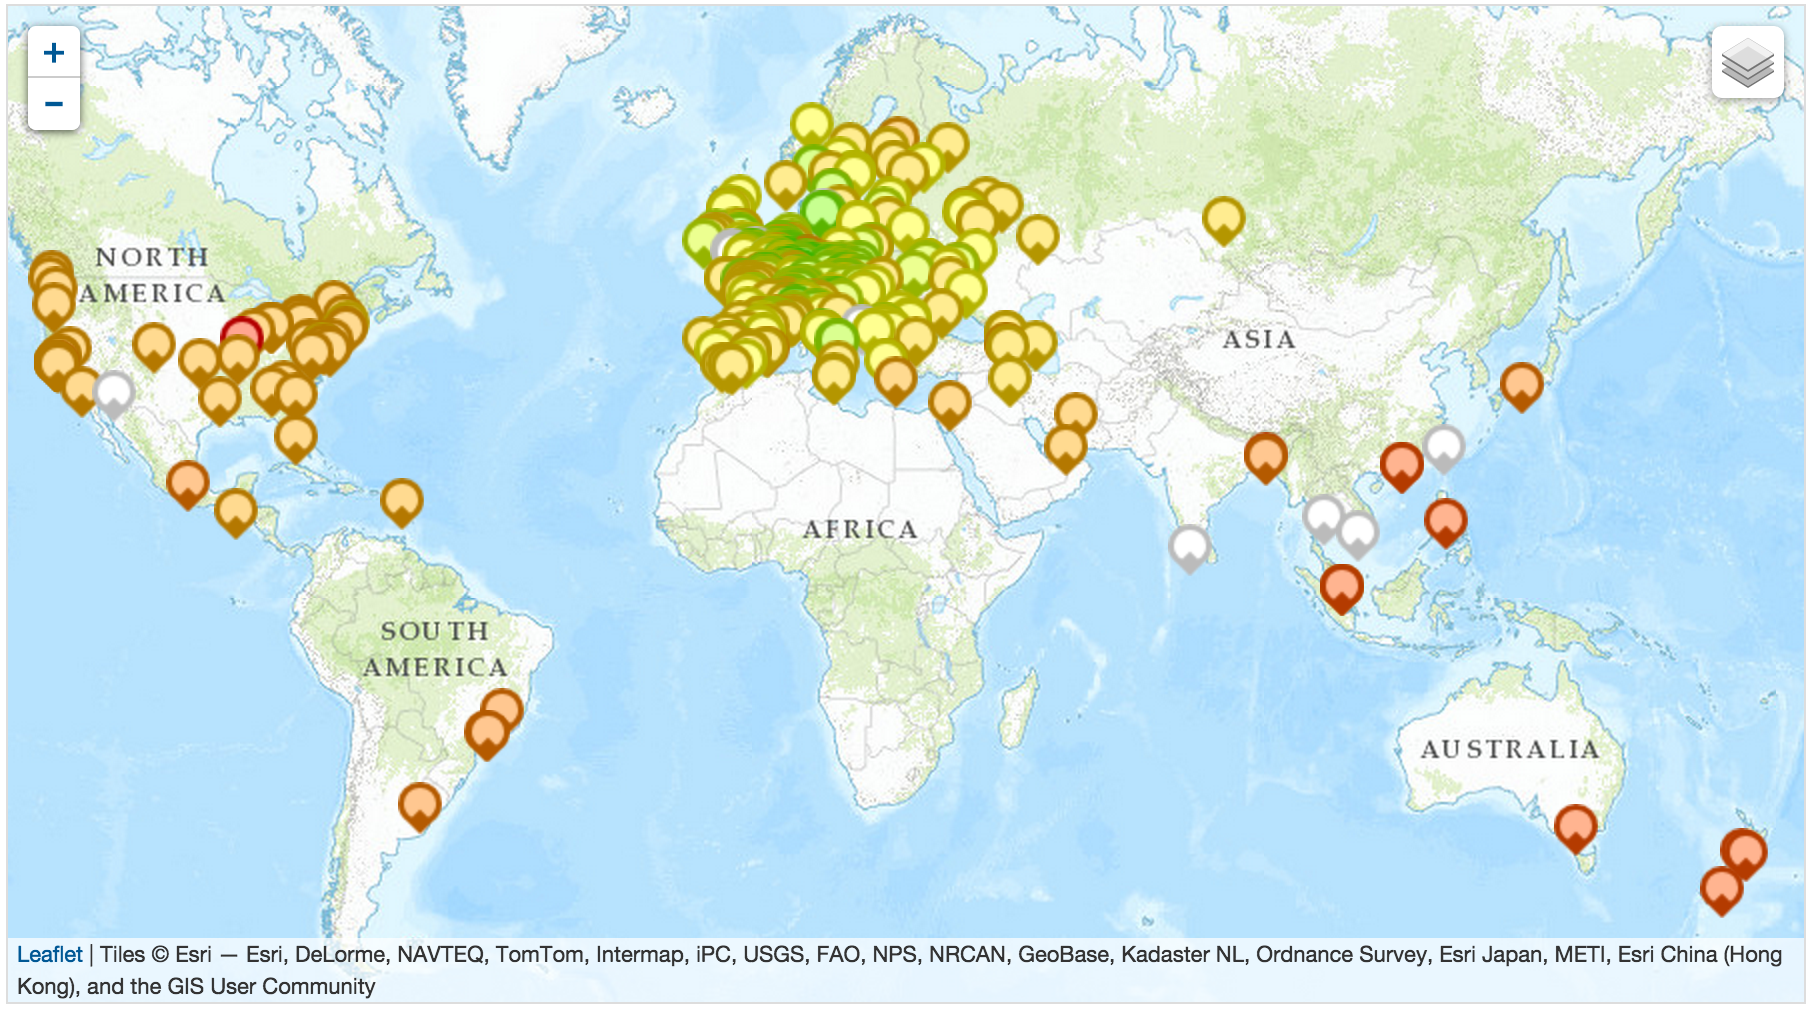 +
−
NORTH
AMERICA
ASIA
AFRICA
SOUTH
AMERICA
AUSTRALIA
Leaflet | Tiles © Esri — Esri, DeLorme, NAVTEQ, TomTom, Intermap, iPC, USGS, FAO, NPS, NRCAN, GeoBase, Kadaster NL, Ordnance Survey, Esri Japan, METI, Esri China (Hong
Kong), and the GIS User Community